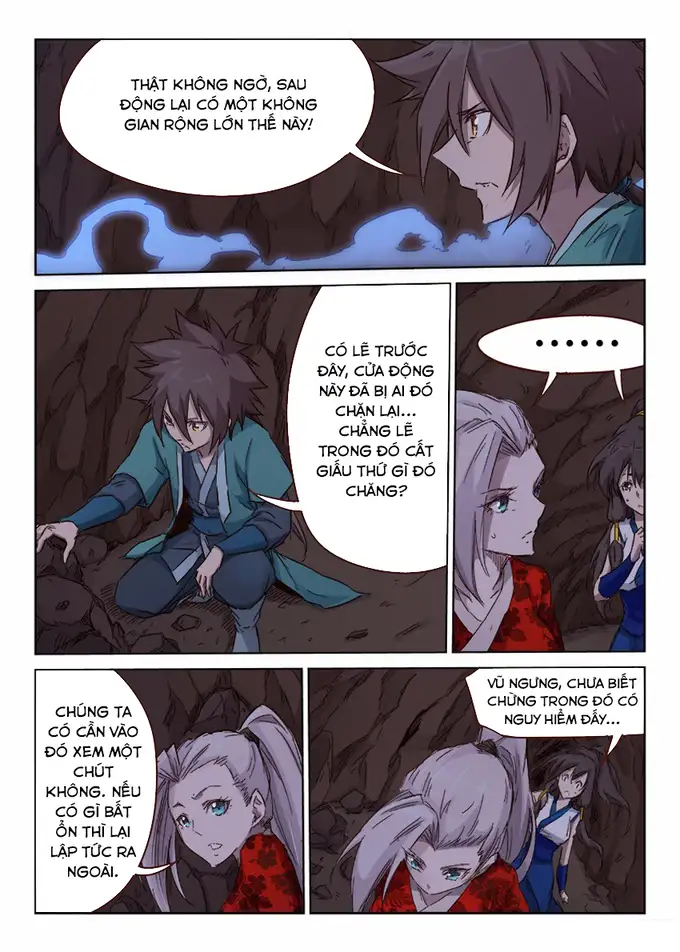 THẬT KHÔNG NGỜ, SAU
ĐỘNG LẠI CÓ MỘT KHÔNG
GIAN RỘNG LỚN THẾ NÀY!
CÓ LẼ TRƯỚC
ĐÂY, CỬA ĐỘNG
NÀY ĐÃ BỊ AI ĐÓ
CHẶN LẠI...
CHẲNG LẼ
TRONG ĐÓ CẤT
GIẤU THỨ GÌ ĐÓ
CHĂNG?
......
CHÚNG TA
CÓ CẦN VÀO
ĐÓ XEM MỘT
CHÚT
KHÔNG. NẾU
CÓ GÌ BẤT
ỔN THÌ LẠI
LẬP TỨC RA
NGOÀI.
VŨ NGƯNG, CHƯA BIẾT
CHỪNG TRONG ĐÓ CÓ
NGUY HIỂM ĐẤY...